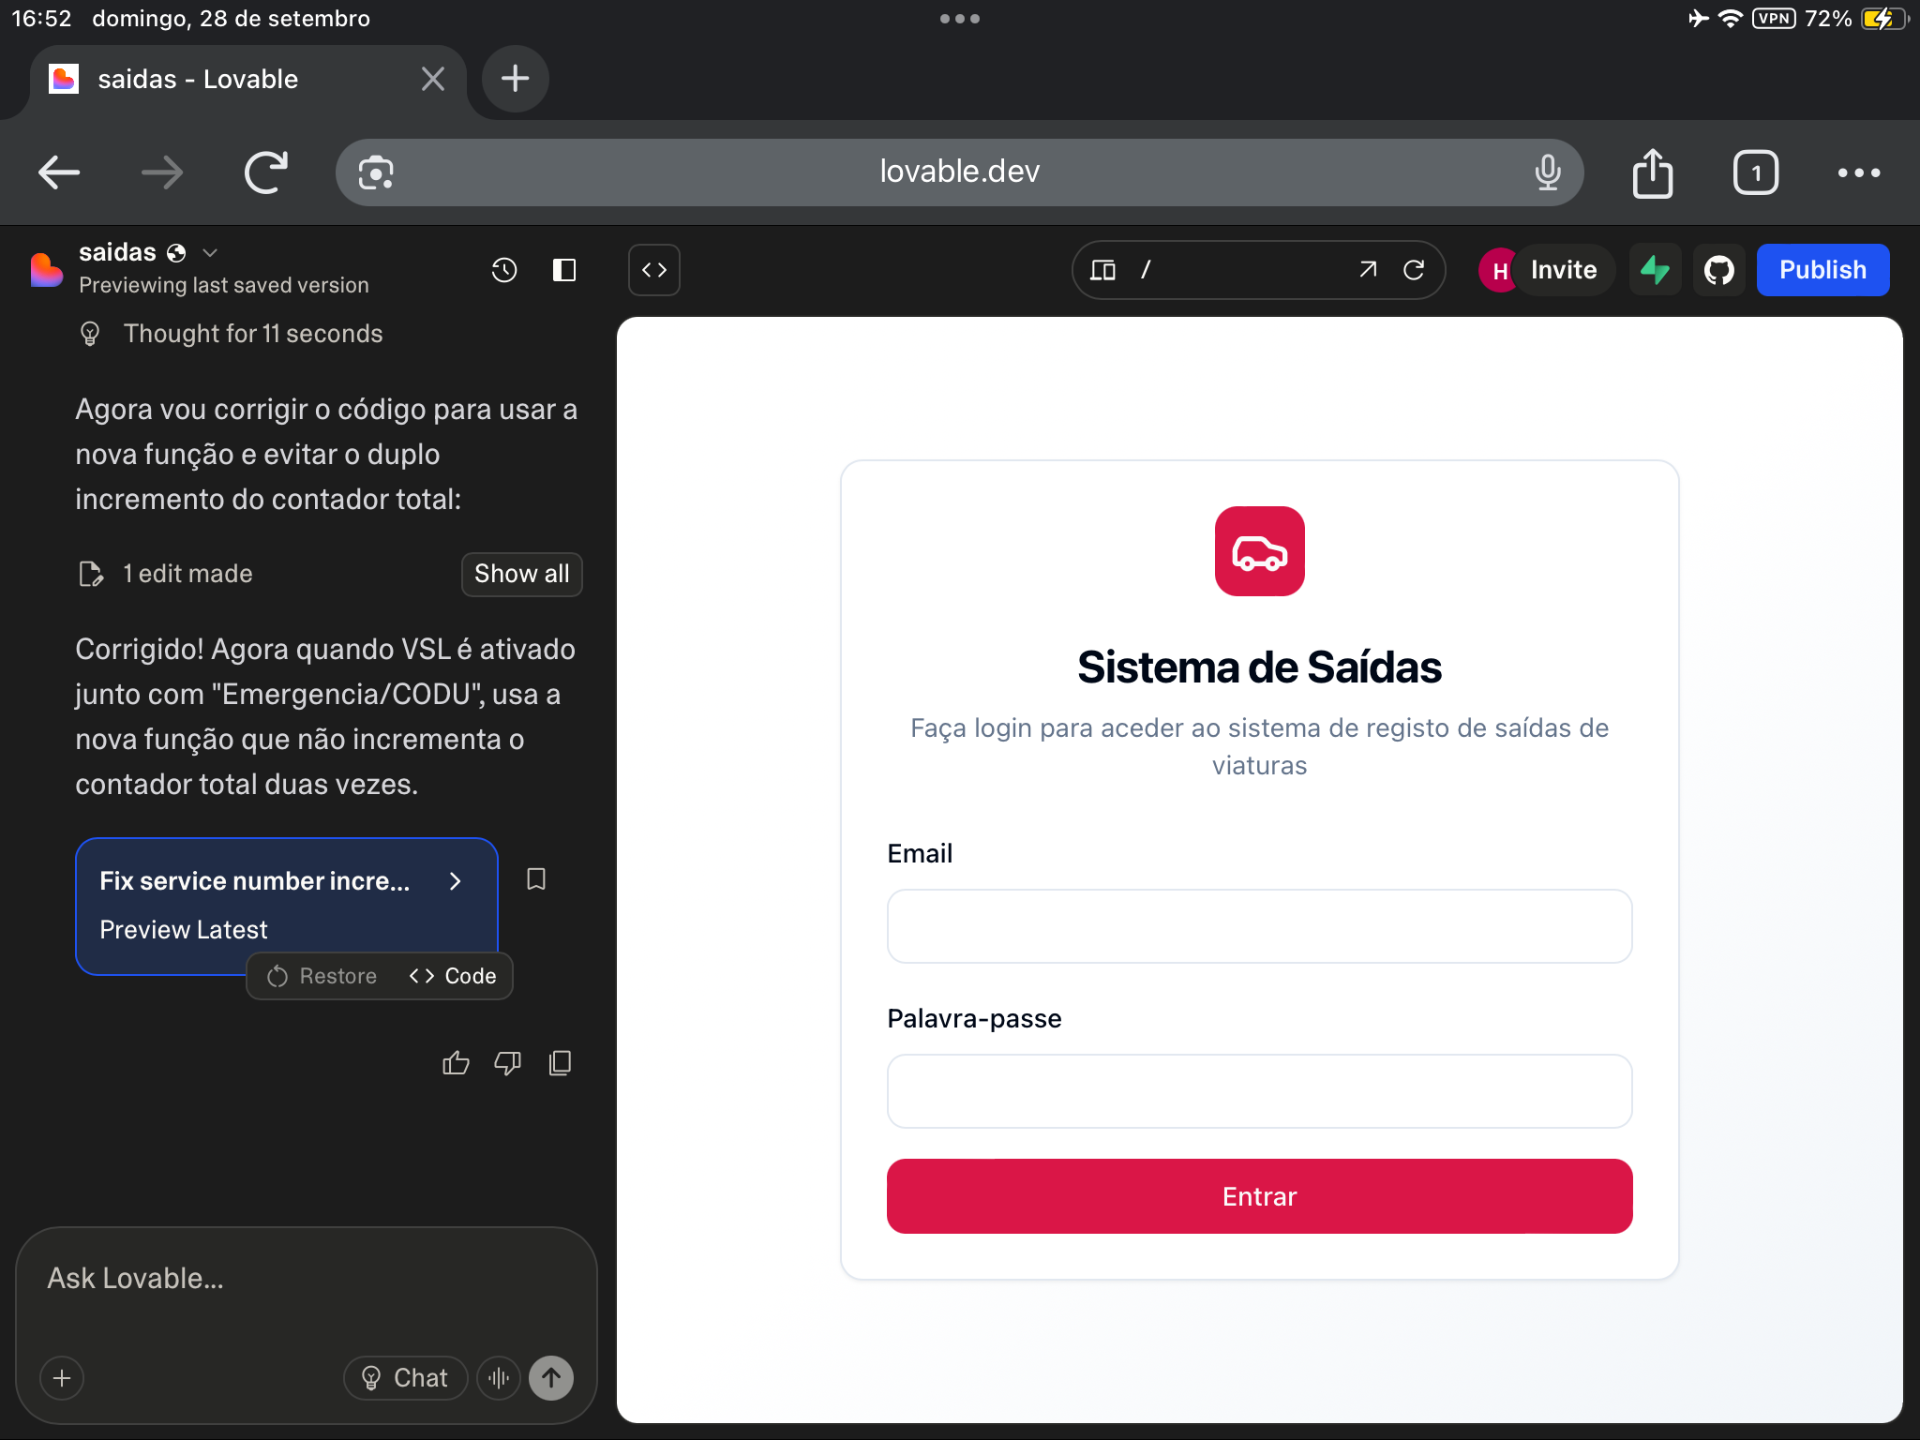 16:52 domingo, 28 de setembro
VPN 72%
saidas - Lovable
lovable.dev
1
saidas
Previewing last saved version
/
H
Invite
Publish
Thought for 11 seconds
Agora vou corrigir o código para usar a
nova função e evitar o duplo
incremento do contador total:
1 edit made
Show all
Corrigido! Agora quando VSL é ativado
junto com "Emergencia/CODU", usa a
nova função que não incrementa o
contador total duas vezes.
Fix service number incre...
Preview Latest
Restore
Code
Ask Lovable...
Chat
Sistema de Saídas
Faça login para aceder ao sistema de registo de saídas de
viaturas
Email
Palavra-passe
Entrar